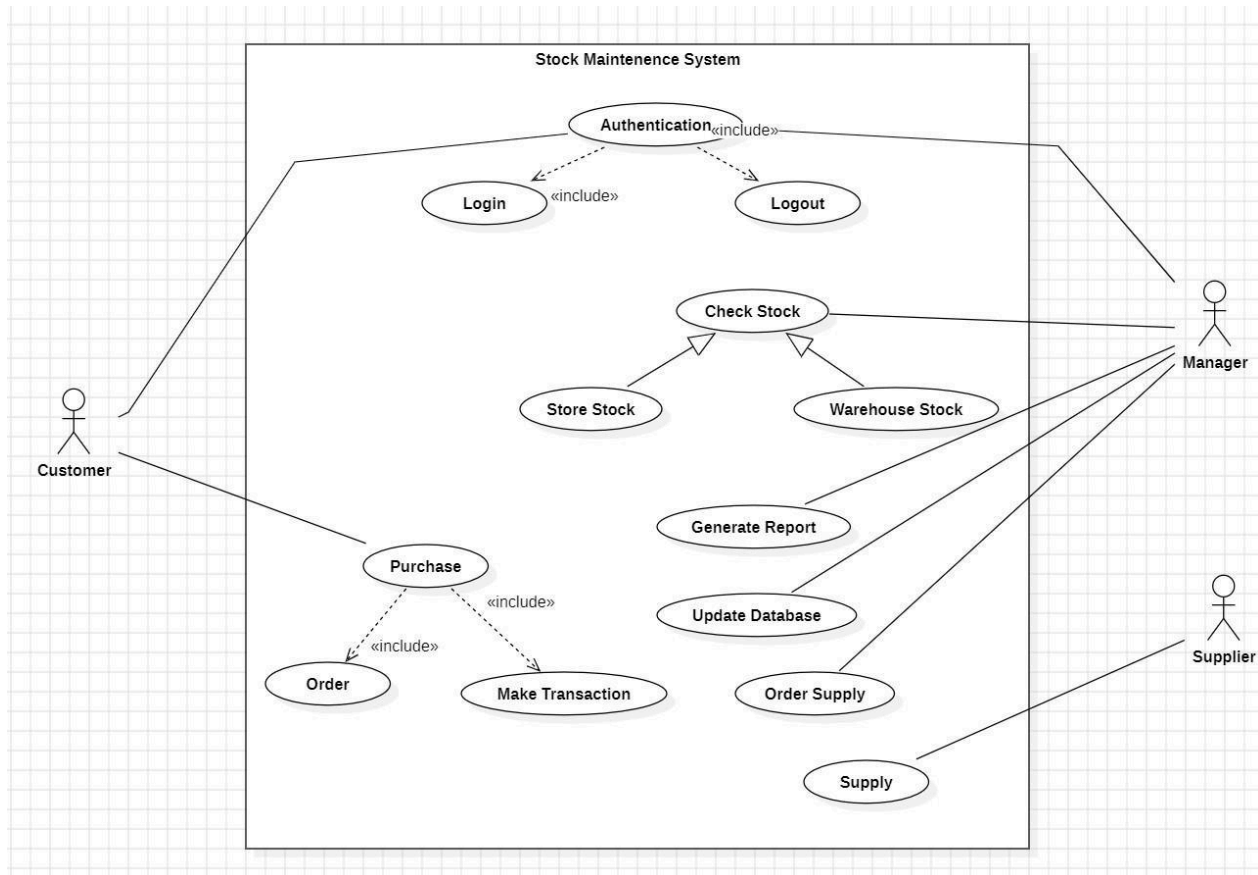 Stock Maintenence System
Authentication
«include»
Login
«include»
Logout
Check Stock
Manager
Store Stock
Warehouse Stock
Customer
Generate Report
Purchase
«include»
Update Database
«include»
Supplier
Order
Make Transaction
Order Supply
Supply